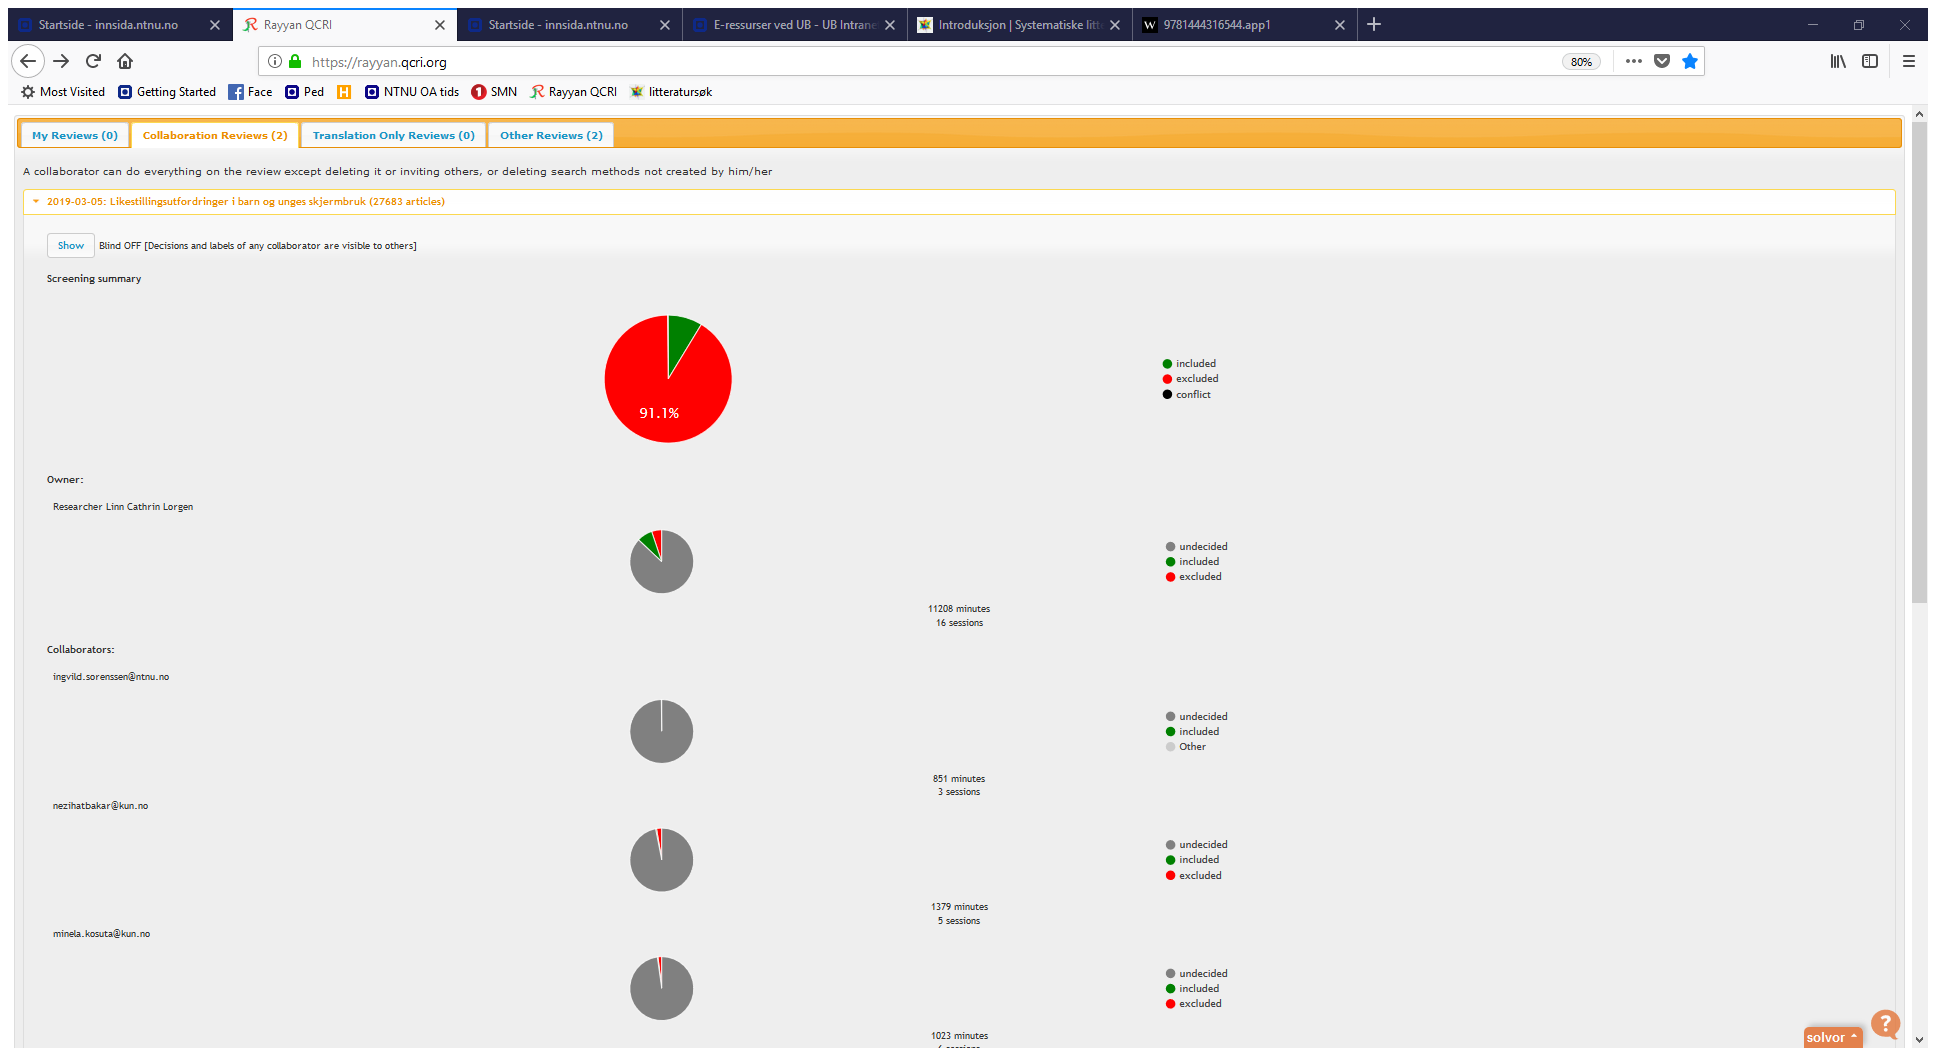 Startside - innsida.ntnu.no
Rayyan QCRI
Startside - innsida.ntnu.no
E-ressurser ved UB - UB Intrane
Introduksjon | Systematiske litte
W 9781444316544.app1
https://rayyan.qcri.org
80%
Most Visited Getting Started Face Ped H NTNU OA tids 1 SMN Rayyan QCRI litteratursøk
My Reviews (0) Collaboration Reviews (2) Translation Only Reviews (0) Other Reviews (2)
A collaborator can do everything on the review except deleting it or inviting others, or deleting search methods not created by him/her
2019-03-05: Likestillingsutfordringer i barn og unges skjermbruk (27683 articles)
Show Blind OFF [Decisions and labels of any collaborator are visible to others]
Screening summary
91.1%
included
excluded
conflict
Owner:
Researcher Linn Cathrin Lorgen
undecided
included
excluded
11208 minutes
16 sessions
Collaborators:
ingvild.sorenssen@ntnu.no
undecided
included
Other
851 minutes
3 sessions
nezihatbakar@kun.no
undecided
included
excluded
1379 minutes
5 sessions
minela.kosuta@kun.no
undecided
included
excluded
1023 minutes
solvor
?